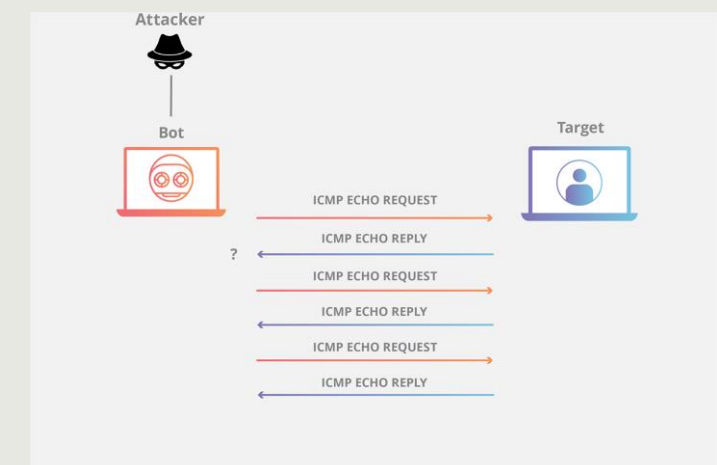 Attacker
Bot
Target
ICMP ECHO REQUEST
ICMP ECHO REPLY
?
ICMP ECHO REQUEST
ICMP ECHO REPLY
ICMP ECHO REQUEST
ICMP ECHO REPLY